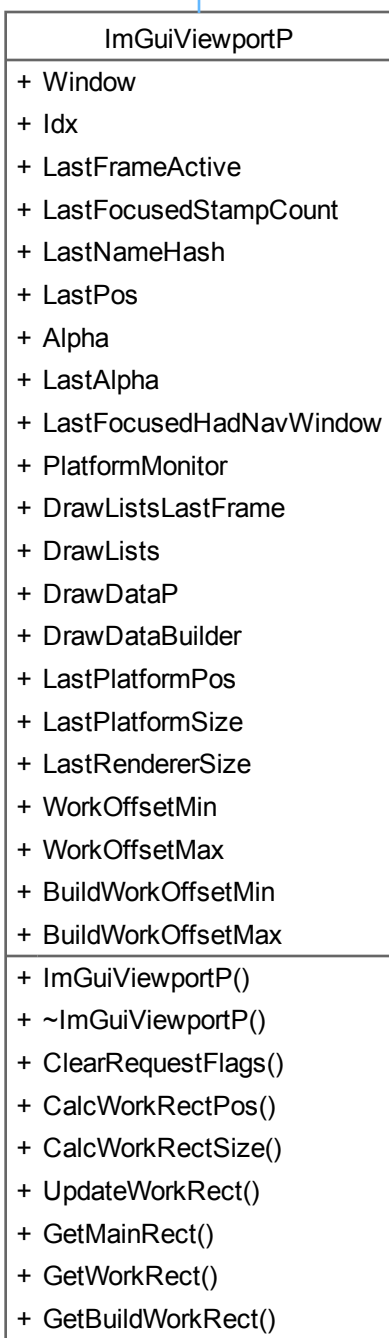 ImGuiViewportP
+ Window
+ Idx
+ LastFrameActive
+ LastFocusedStampCount
+ LastNameHash
+ LastPos
+ Alpha
+ LastAlpha
+ LastFocusedHadNavWindow
+ PlatformMonitor
+ DrawListsLastFrame
+ DrawLists
+ DrawDataP
+ DrawDataBuilder
+ LastPlatformPos
+ LastPlatformSize
+ LastRendererSize
+ WorkOffsetMin
+ WorkOffsetMax
+ BuildWorkOffsetMin
+ BuildWorkOffsetMax
+ ImGuiViewportP()
+ ~ImGuiViewportP()
+ ClearRequestFlags()
+ CalcWorkRectPos()
+ CalcWorkRectSize()
+ UpdateWorkRect()
+ GetMainRect()
+ GetWorkRect()
+ GetBuildWorkRect()